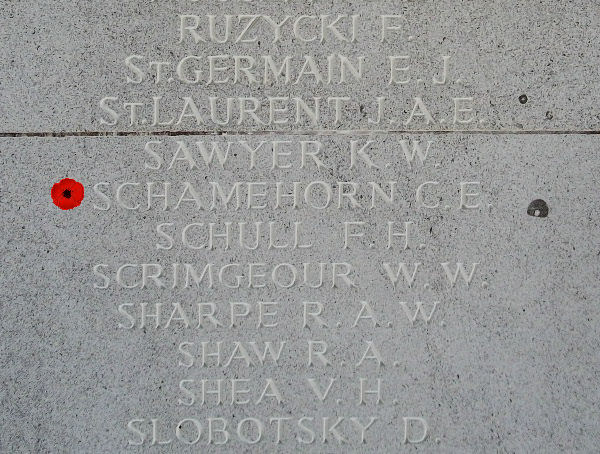 RUZYCKI F.
ST.GERMAIN E.J.
ST.LAURENT J.A.E.
SAWYER K.W.
SCHAMEHORN C.E.
SCHULL F.H.
SCRIMGEOUR W.W.
SHARPE R.A.W.
SHAW R.A.
SHEA V.H.
SLOBOTSKY D.